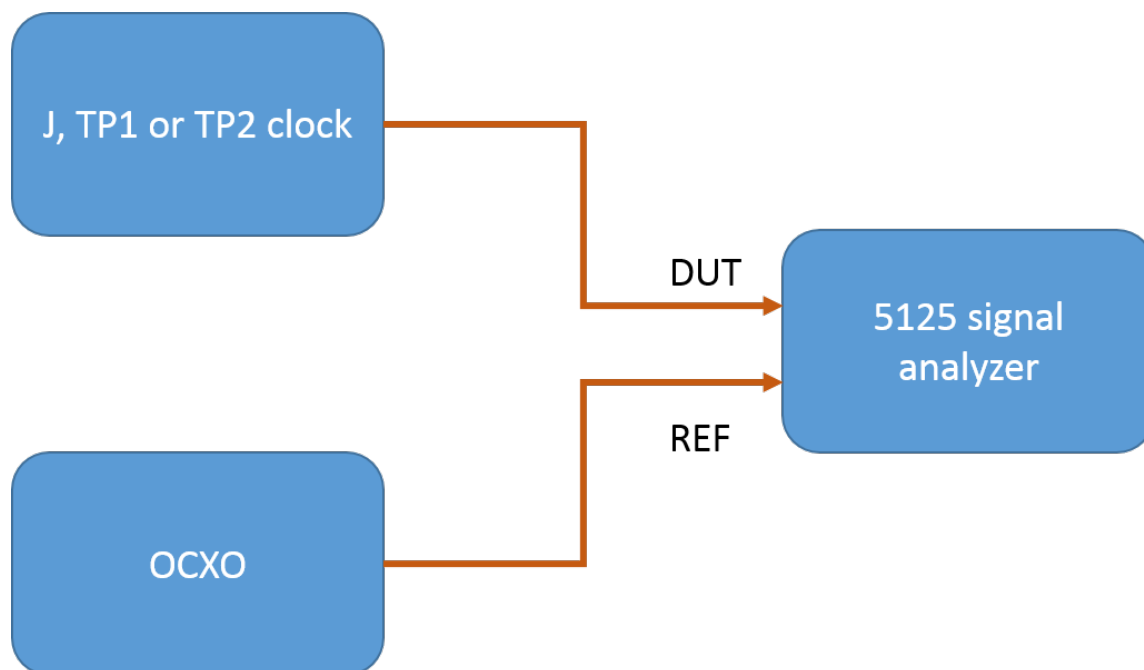 J, TP1 or TP2 clock
DUT
5125 signal
analyzer
REF
OCXO